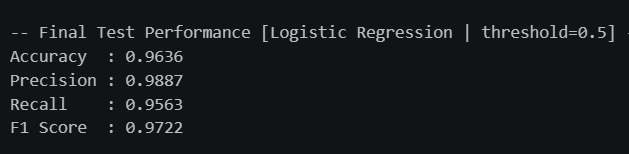 -- Final Test Performance [Logistic Regression | threshold=0.5] -
Accuracy  : 0.9636
Precision : 0.9887
Recall    : 0.9563
F1 Score  : 0.9722